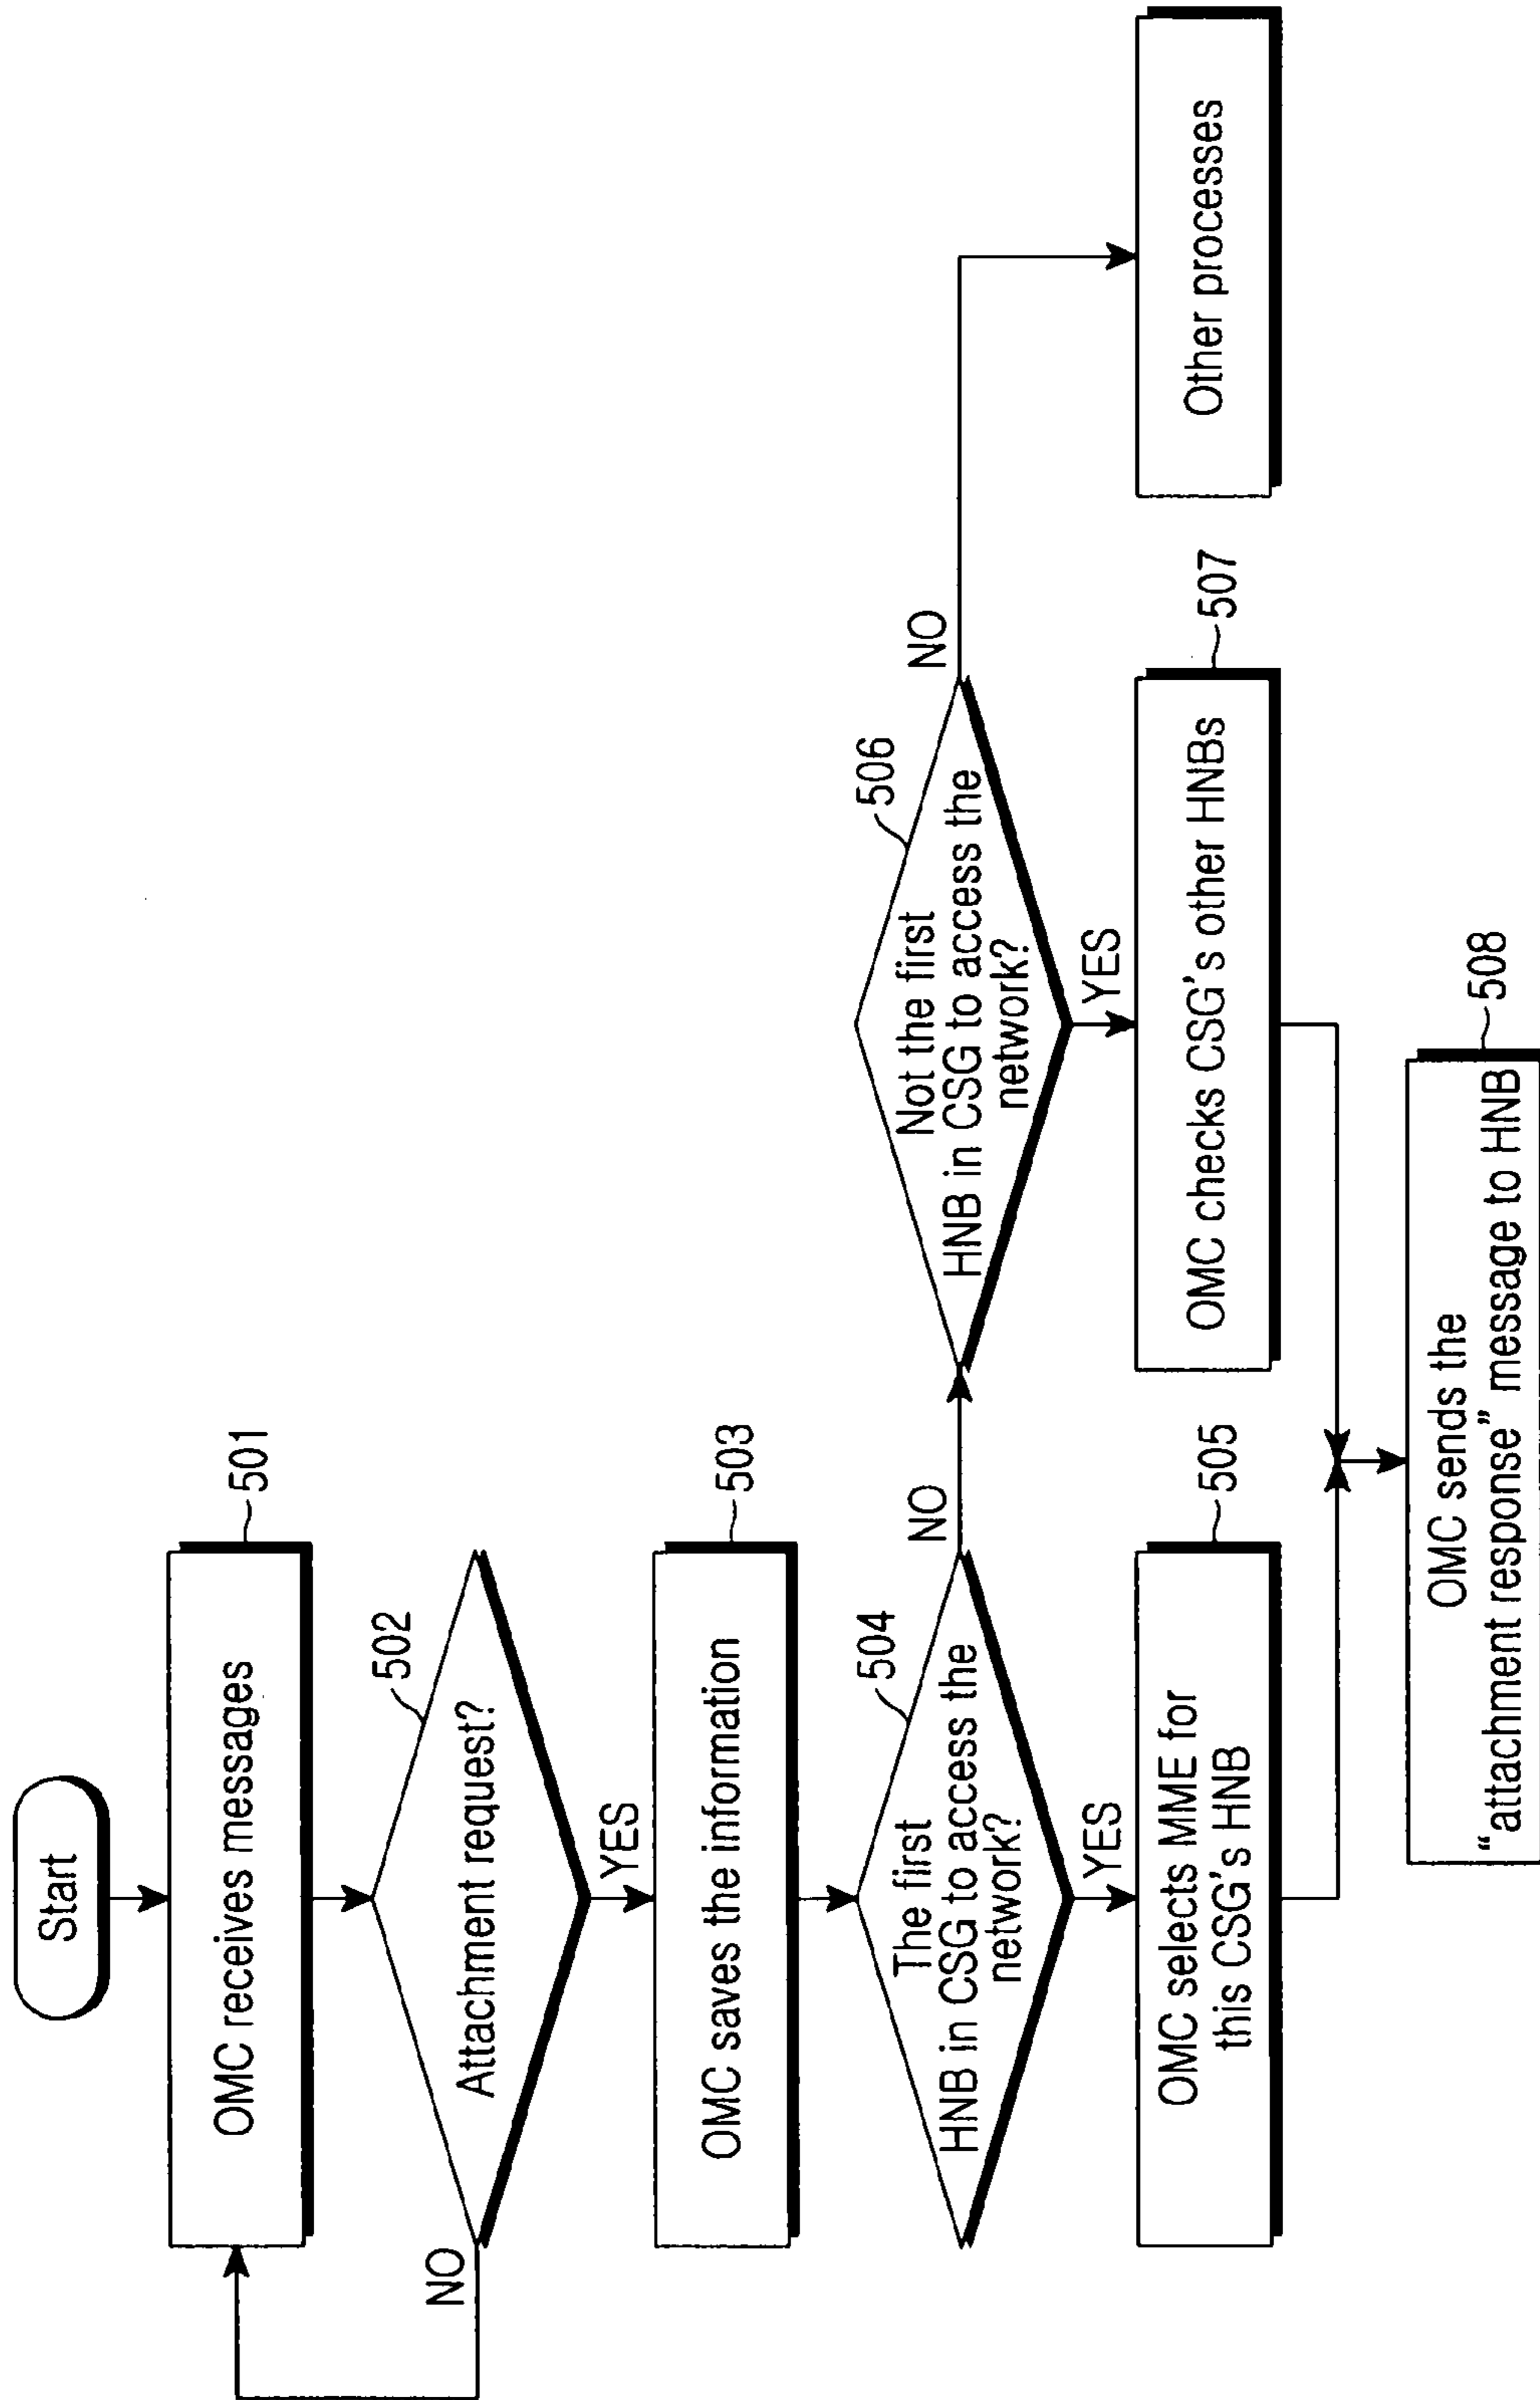 Start
OMC receives messages
501
502
Attachment request?
NO
YES
OMC saves the information
503
504
The first
HNB in CSG to access the
network?
NO
YES
506
Not the first
HNB in CSG to access the
network?
NO
YES
OMC selects MME for
this CSG's HNB
505
OMC checks CSG's other HNBs
507
Other processes
OMC sends the
“attachment response” message to HNB
508